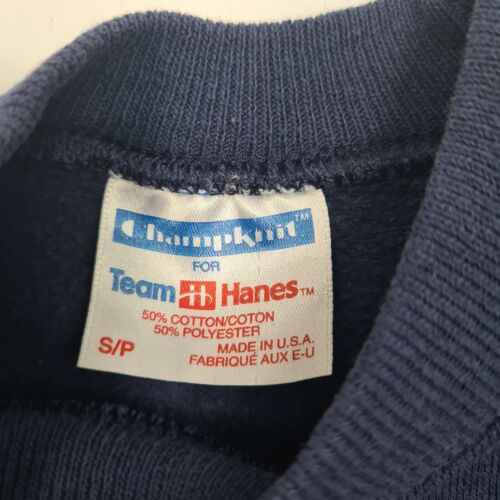 Champknit™
FOR
Team H Hanes™
50% COTTON/COTON
50% POLYESTER
S/P
MADE IN U.S.A.
FABRIQUÉ AUX E-U